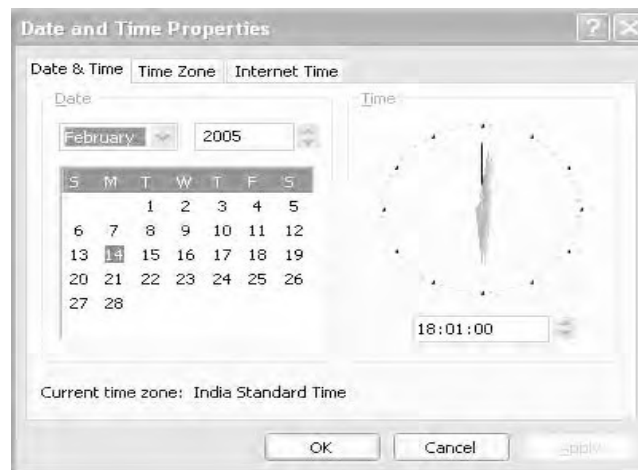 Date and Time Properties
Date & Time Time Zone Internet Time
Date
Time
February 2005
S M T W T F S
1 2 3 4 5
6 7 8 9 10 11 12
13 14 15 16 17 18 19
20 21 22 23 24 25 26
27 28
18:01:00
Current time zone: India Standard Time
OK Cancel Apply